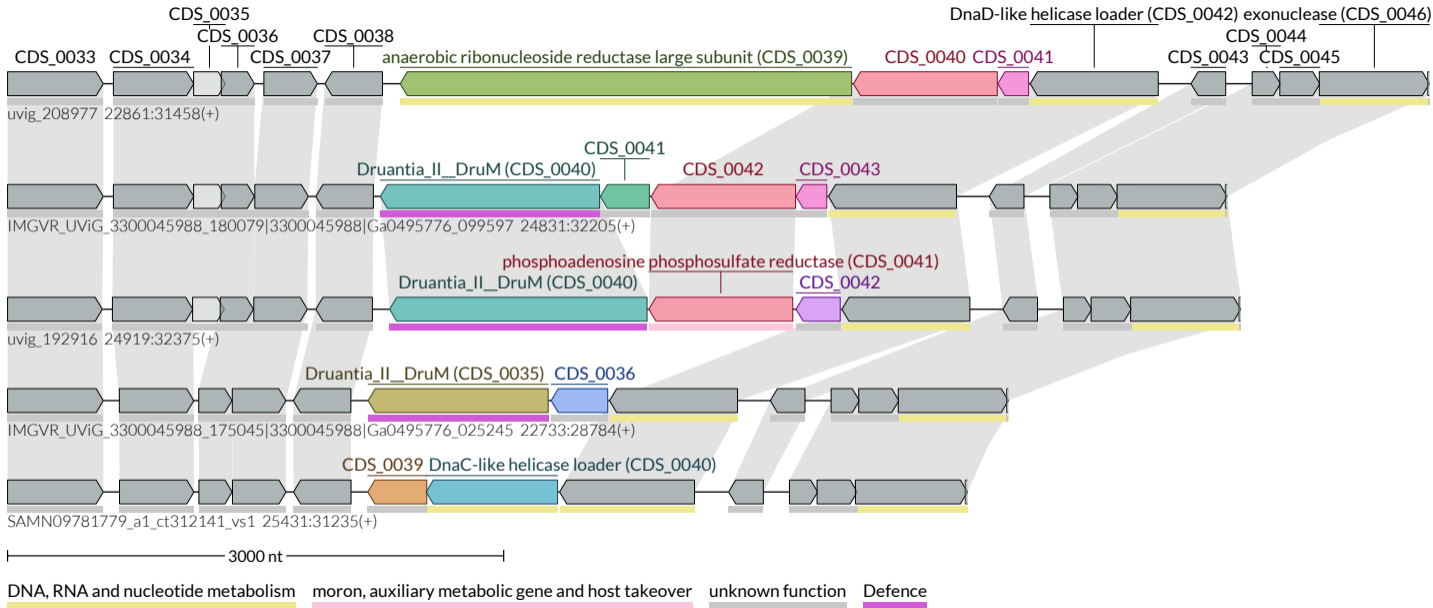 CDS_0035
DnaD-like helicase loader (CDS_0042) exonuclease (CDS_0046)
CDS_0036 CDS_0038 CDS_0044
CDS_0033 CDS_0034 CDS_0037 anaerobic ribonucleoside reductase large subunit (CDS_0039) CDS_0040 CDS_0041 CDS_0043 CDS_0045
uvig_208977 22861:31458(+)
CDS_0041
Druantia_II__DruM (CDS_0040) CDS_0042 CDS_0043
IMGVR_UViG_3300045988_180079|3300045988|Ga0495776_099597 24831:32205(+)
phosphoadenosine phosphosulfate reductase (CDS_0041)
Druantia_II__DruM (CDS_0040) CDS_0042
uvig_192916 24919:32375(+)
Druantia_II__DruM (CDS_0035) CDS_0036
IMGVR_UViG_3300045988_175045|3300045988|Ga0495776_025245 22733:28784(+)
CDS_0039 DnaC-like helicase loader (CDS_0040)
SAMN09781779_a1_ct312141_vs1 25431:31235(+)
3000 nt
DNA, RNA and nucleotide metabolism moron, auxiliary metabolic gene and host takeover unknown function Defence